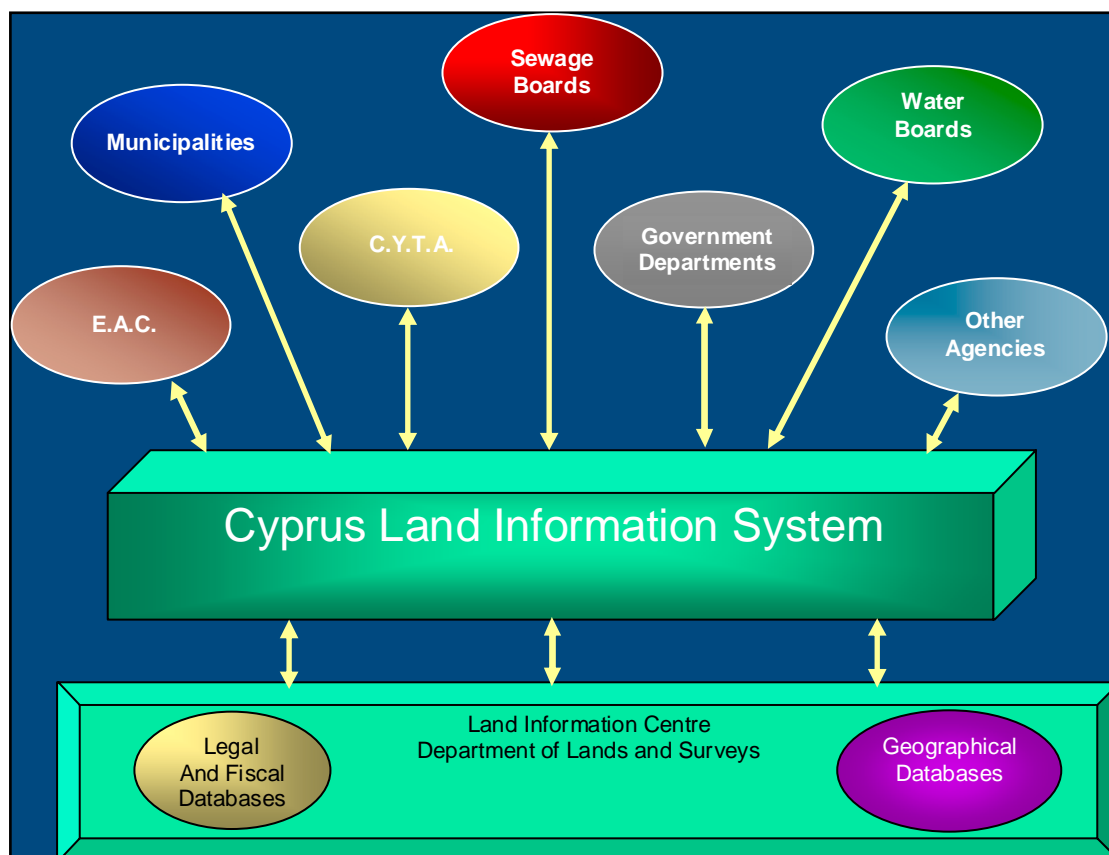 Sewage
Boards
Water
Boards
Municipalities
C.Y.T.A.
Government
Departments
E.A.C.
Other
Agencies
Cyprus Land Information System
Land Information Centre
Department of Lands and Surveys
Legal
And Fiscal
Databases
Geographical
Databases